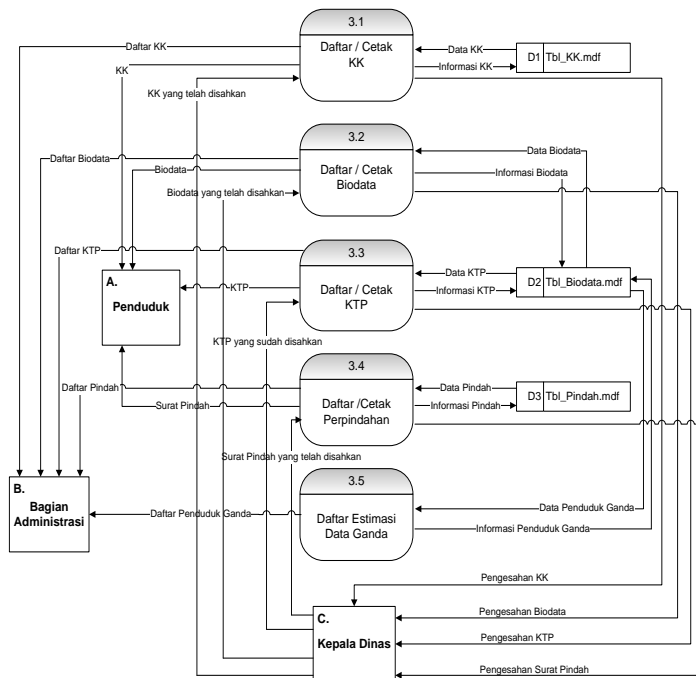 3.1
Daftar / Cetak
KK
Daftar KK
KK
KK yang telah disahkan
Data KK
Informasi KK
D1 Tbl_KK.mdf
3.2
Daftar / Cetak
Biodata
Daftar Biodata
Biodata
Biodata yang telah disahkan
Data Biodata
Informasi Biodata
3.3
Daftar / Cetak
KTP
Daftar KTP
KTP
KTP yang sudah disahkan
Data KTP
Informasi KTP
D2 Tbl_Biodata.mdf
A.
Penduduk
3.4
Daftar /Cetak
Perpindahan
Daftar Pindah
Surat Pindah
Surat Pindah yang telah disahkan
Data Pindah
Informasi Pindah
D3 Tbl_Pindah.mdf
3.5
Daftar Estimasi
Data Ganda
Daftar Penduduk Ganda
Data Penduduk Ganda
Informasi Penduduk Ganda
B.
Bagian
Administrasi
C.
Kepala Dinas
Pengesahan KK
Pengesahan Biodata
Pengesahan KTP
Pengesahan Surat Pindah